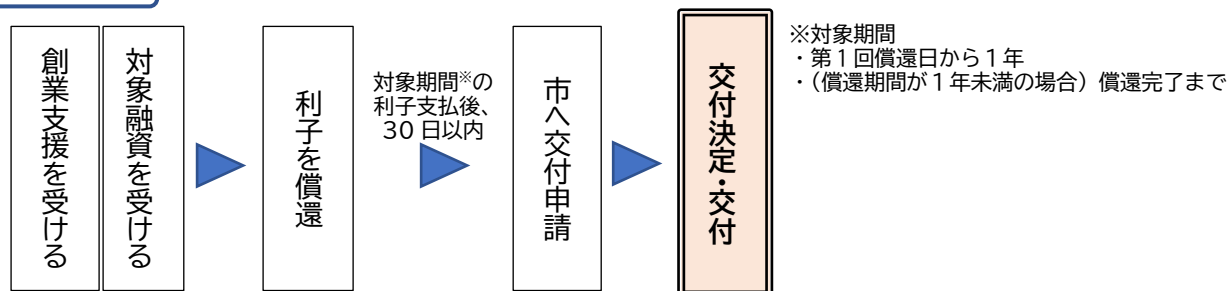 創業支援を受ける
対象融資を受ける
利子を償還
対象期間※の
利子支払後、
30日以内
市へ交付申請
交付決定・交付
※対象期間
・第1回償還日から1年
・(償還期間が1年未満の場合)償還完了まで